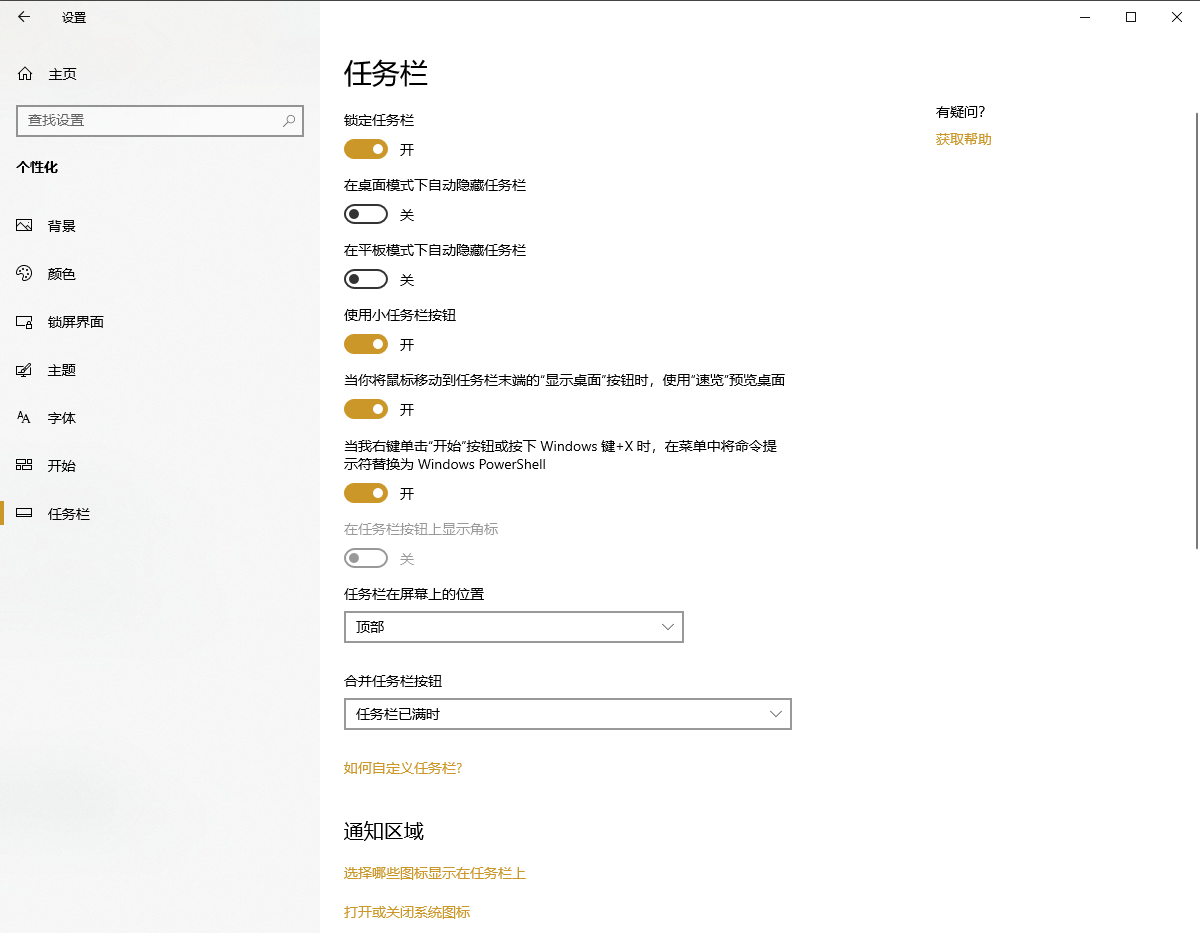 设置
主页
查找设置
个性化
背景
颜色
锁屏界面
主题
字体
开始
任务栏
任务栏
锁定任务栏
开
在桌面模式下自动隐藏任务栏
关
在平板模式下自动隐藏任务栏
关
使用小任务栏按钮
开
当你将鼠标移动到任务栏末端的"显示桌面"按钮时，使用"速览"预览桌面
开
当我右键单击"开始"按钮或按下 Windows 键+X 时，在菜单中将命令提
示符替换为 Windows PowerShell
开
在任务栏按钮上显示角标
关
任务栏在屏幕上的位置
顶部
合并任务栏按钮
任务栏已满时
如何自定义任务栏?
通知区域
选择哪些图标显示在任务栏上
打开或关闭系统图标
有疑问?
获取帮助